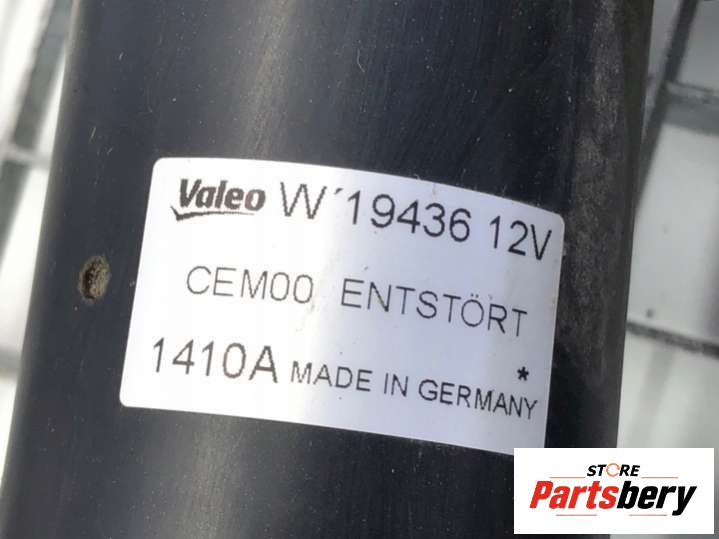 Valeo W´19436 12V
CEM00 ENTSTÖRT
1410A MADE IN GERMANY *
STORE
Partsbery